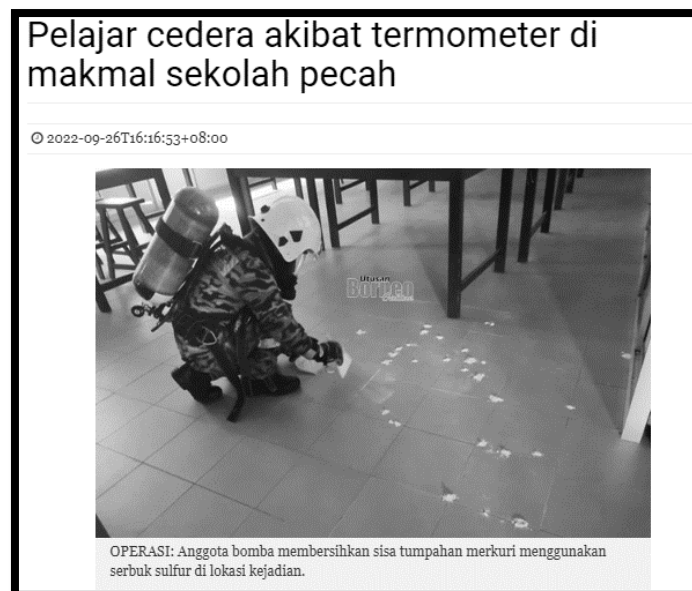 Pelajar cedera akibat termometer di
makmal sekolah pecah
2022-09-26T16:16:53+08:00
Utusan
Borneo
OPERASI: Anggota bomba membersihkan sisa tumpahan merkuri menggunakan
serbuk sulfur di lokasi kejadian.